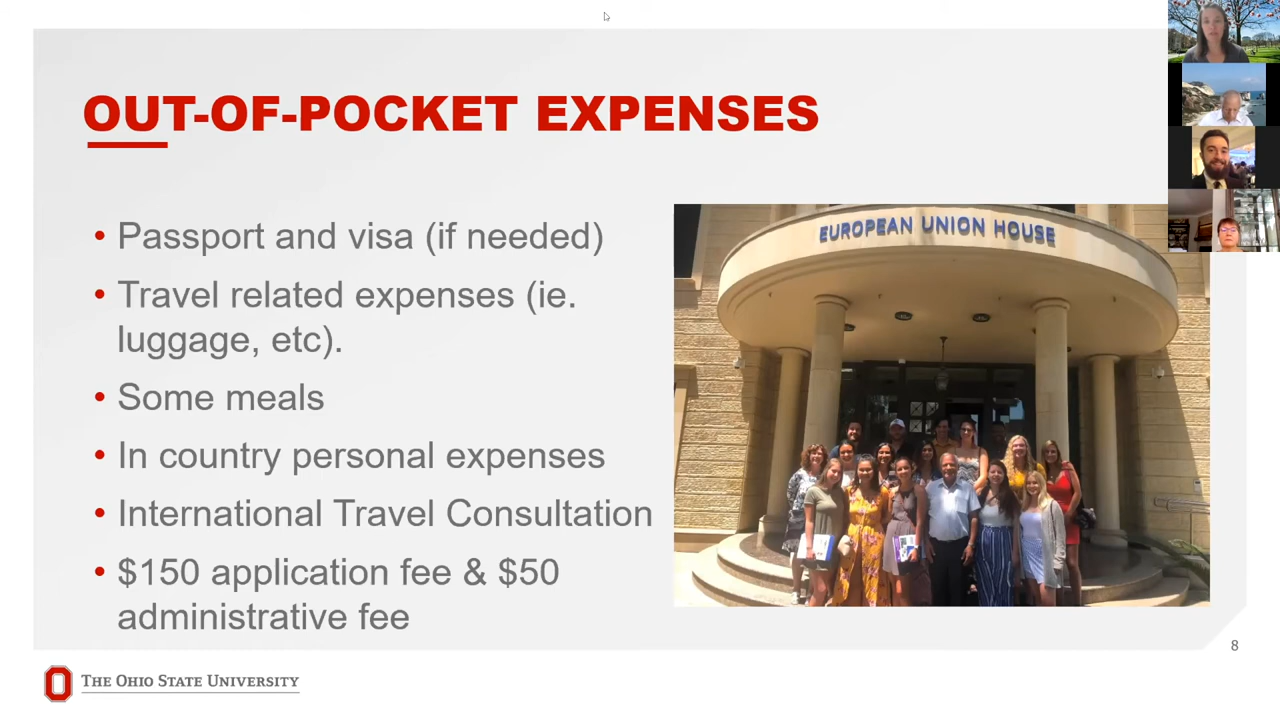 OUT-OF-POCKET EXPENSES
• Passport and visa (if needed)
• Travel related expenses (ie.
luggage, etc).
• Some meals
• In country personal expenses
• International Travel Consultation
• $150 application fee & $50
administrative fee
EUROPEAN UNION HOUSE
8
THE OHIO STATE UNIVERSITY